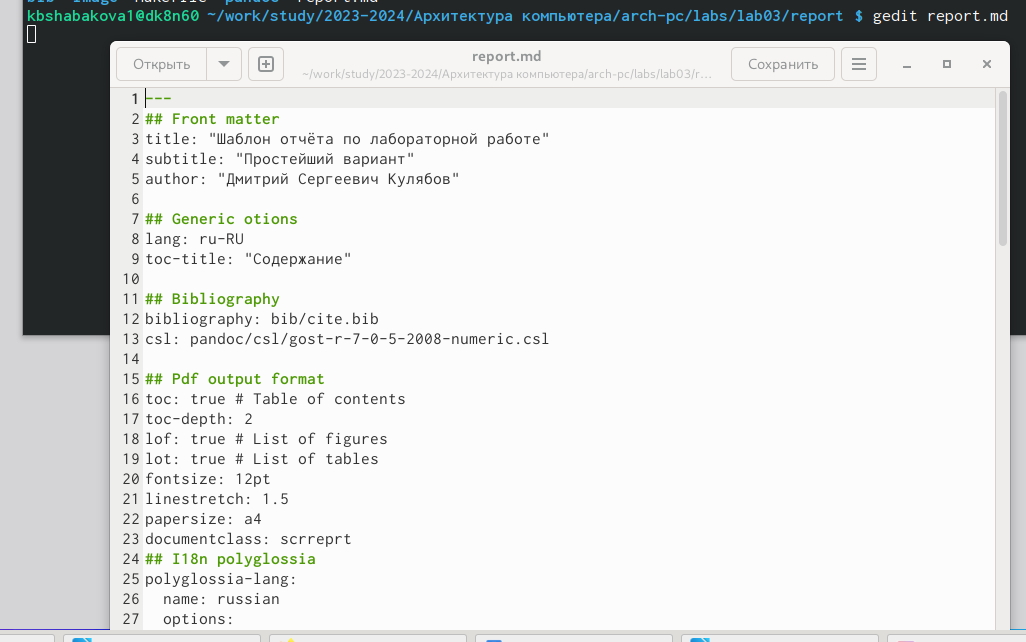 bib image Makefile pandoc report.md
kbshabakova10dk8n60 ~/work/study/2023-2024/Архитектура компьютера/arch-pc/labs/lab03/report $ gedit report.md
Открыть
report.md
~/work/study/2023-2024/Архитектура компьютера/arch-pc/labs/lab03/r…
Сохранить
1 ---
2 ## Front matter
3 title: "Шаблон отчёта по лабораторной работе"
4 subtitle: "Простейший вариант"
5 author: "Дмитрий Сергеевич Кулябов"
6
7 ## Generic otions
8 lang: ru-RU
9 toc-title: "Содержание"
10
11 ## Bibliography
12 bibliography: bib/cite.bib
13 csl: pandoc/csl/gost-r-7-0-5-2008-numeric.csl
14
15 ## Pdf output format
16 toc: true # Table of contents
17 toc-depth: 2
18 lof: true # List of figures
19 lot: true # List of tables
20 fontsize: 12pt
21 linestretch: 1.5
22 papersize: a4
23 documentclass: scrreprt
24 ## I18n polyglossia
25 polyglossia-lang:
26   name: russian
27   options: